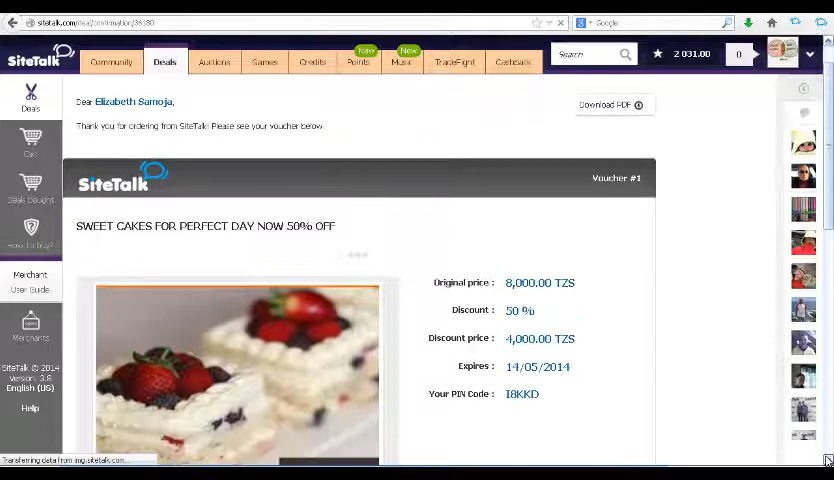 sitetalk.com/deal/confirmation/36180
Google
SiteTalk
Community
Deals
Auctions
Games
Credits
New
Points
New
Music
TradeFight
Cashback
Search
2 031.00
0
Deals
Cart
Deals Bought
How to buy?
Merchant
User Guide
Merchants
SiteTalk © 2014
Version: 3.8
English (US)
Help
Dear Elizabeth Samoja,
Download PDF
Thank you for ordering from SiteTalk! Please see your voucher below.
SiteTalk
Voucher #1
SWEET CAKES FOR PERFECT DAY NOW 50% OFF
Original price : 8,000.00 TZS
Discount : 50 %
Discount price : 4,000.00 TZS
Expires : 14/05/2014
Your PIN Code : I8KKD
Transferring data from img.sitetalk.com...